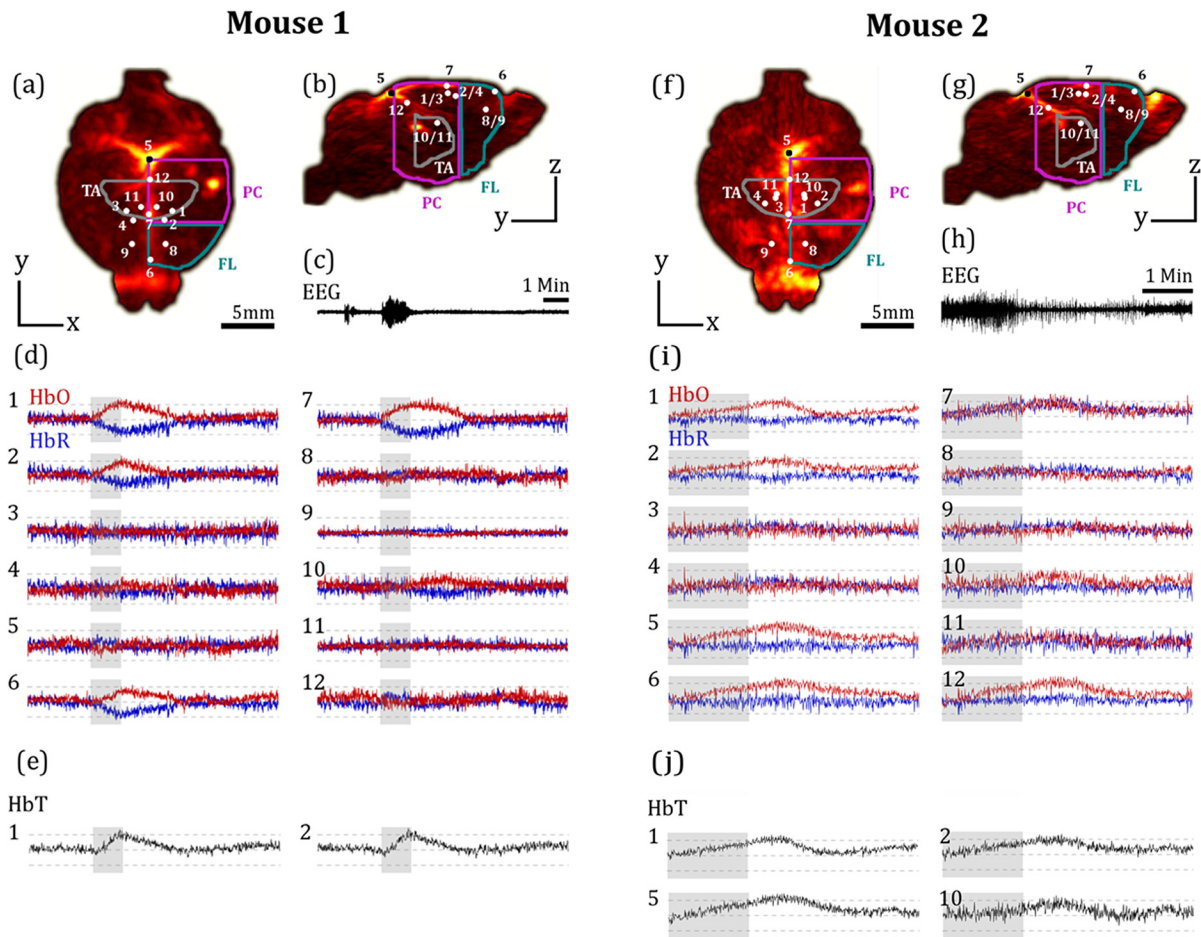 Mouse 1
Mouse 2
(a)
5
TA
12
11
10
3
1
4
7
2
9
8
6
PC
FL
y
x
5mm
(b)
5
7
6
1/3
2/4
12
8/9
10/11
TA
PC
FL
z
y
(c)
EEG
1 Min
(f)
5
TA
12
11
10
4
2
3
1
7
9
8
6
PC
FL
y
x
5mm
(g)
5
7
6
1/3
2/4
12
8/9
10/11
TA
PC
FL
z
y
(h)
EEG
1 Min
(d)
1
HbO
HbR
2
3
4
5
6
7
8
9
10
11
12
(i)
1
HbO
HbR
2
3
4
5
6
7
8
9
10
11
12
(e)
HbT
1
2
(j)
HbT
1
2
5
10